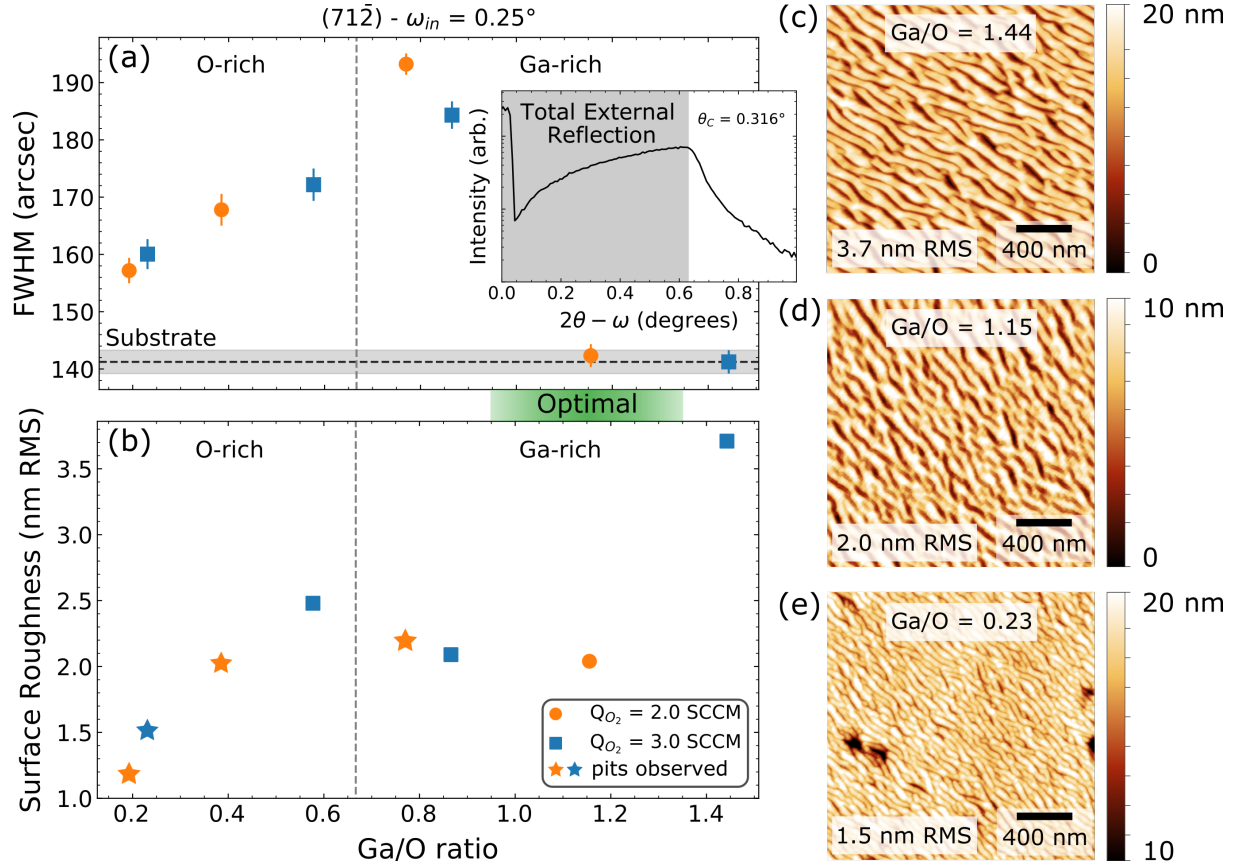 (71$\bar{2}$) - ω_in = 0.25°
(a)
O-rich
Ga-rich
FWHM (arcsec)
190
180
170
160
150
140
Substrate
Total External
Reflection
θ_C = 0.316°
Intensity (arb.)
0.0 0.2 0.4 0.6 0.8
2θ − ω (degrees)
Optimal
(b)
O-rich
Ga-rich
Surface Roughness (nm RMS)
3.5
3.0
2.5
2.0
1.5
1.0
Q_O₂ = 2.0 SCCM
Q_O₂ = 3.0 SCCM
pits observed
0.2 0.4 0.6 0.8 1.0 1.2 1.4
Ga/O ratio
(c)
Ga/O = 1.44
3.7 nm RMS
400 nm
20 nm
0
(d)
Ga/O = 1.15
2.0 nm RMS
400 nm
10 nm
0
(e)
Ga/O = 0.23
1.5 nm RMS
400 nm
20 nm
10